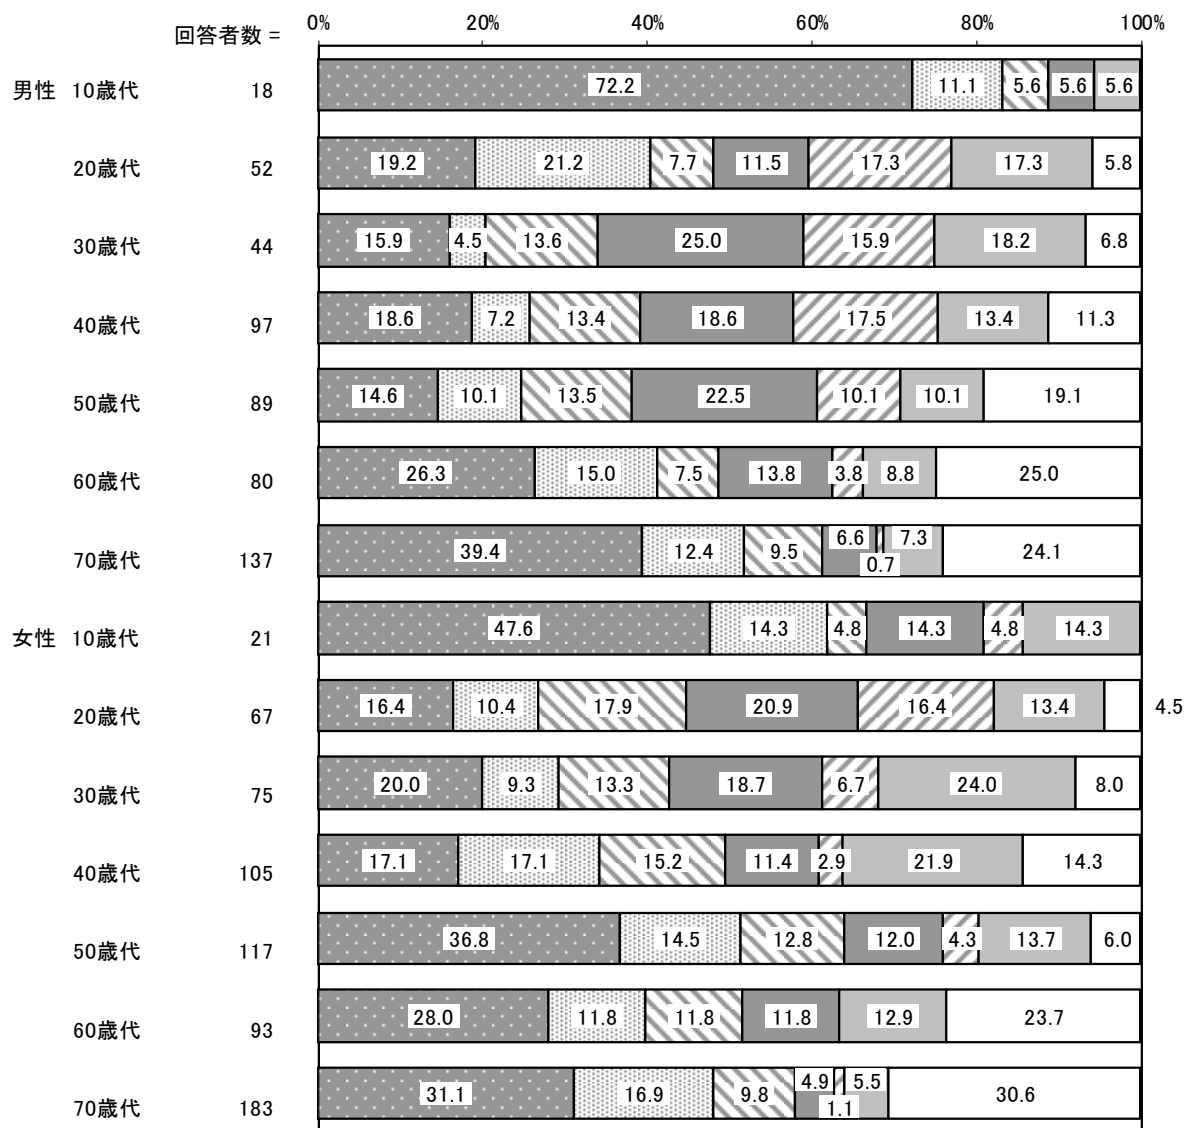 0% 20% 40% 60% 80% 100%
回答者数 =
男性 10歳代 18 72.2 11.1 5.6 5.6 5.6
20歳代 52 19.2 21.2 7.7 11.5 17.3 17.3 5.8
30歳代 44 15.9 4.5 13.6 25.0 15.9 18.2 6.8
40歳代 97 18.6 7.2 13.4 18.6 17.5 13.4 11.3
50歳代 89 14.6 10.1 13.5 22.5 10.1 10.1 19.1
60歳代 80 26.3 15.0 7.5 13.8 3.8 8.8 25.0
70歳代 137 39.4 12.4 9.5 6.6 0.7 7.3 24.1
女性 10歳代 21 47.6 14.3 4.8 14.3 4.8 14.3
20歳代 67 16.4 10.4 17.9 20.9 16.4 13.4 4.5
30歳代 75 20.0 9.3 13.3 18.7 6.7 24.0 8.0
40歳代 105 17.1 17.1 15.2 11.4 2.9 21.9 14.3
50歳代 117 36.8 14.5 12.8 12.0 4.3 13.7 6.0
60歳代 93 28.0 11.8 11.8 11.8 12.9 23.7
70歳代 183 31.1 16.9 9.8 4.9 1.1 5.5 30.6